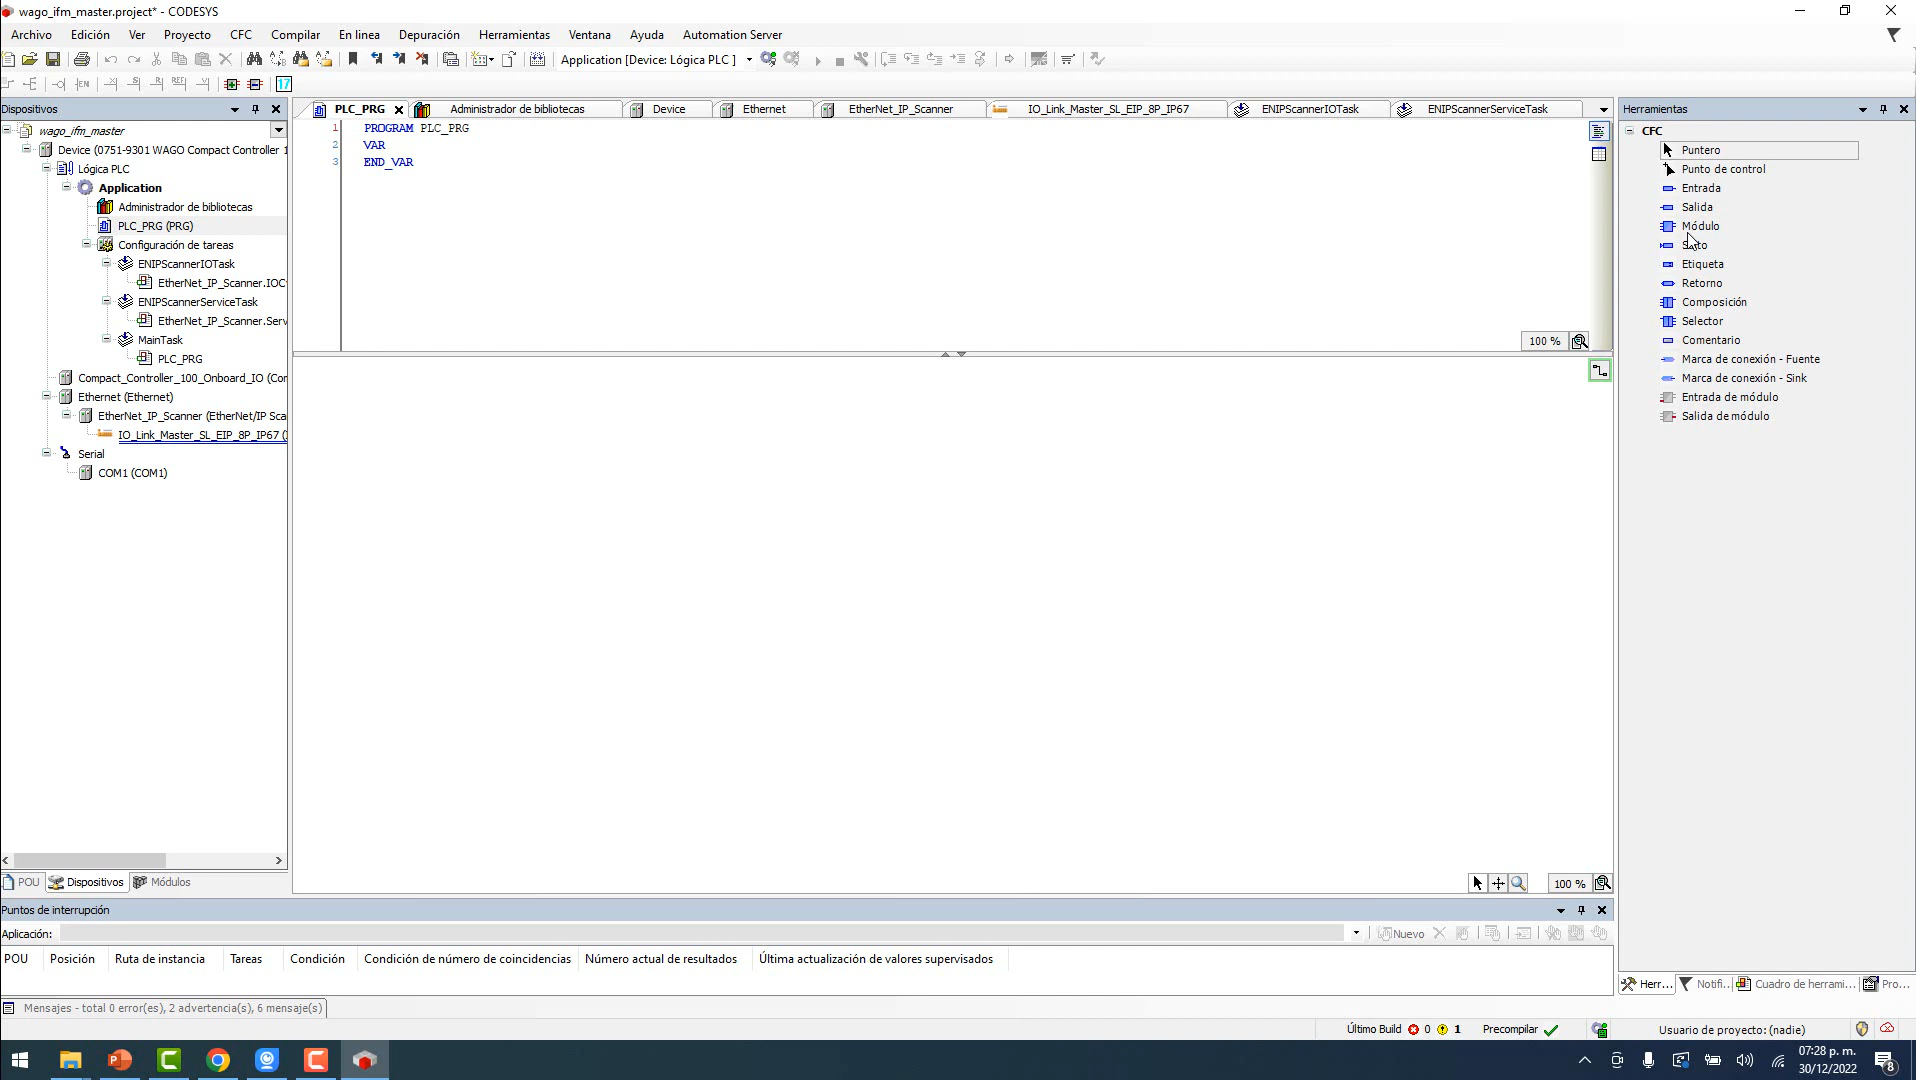 wago_ifm_master.project* - CODESYS
Archivo Edición Ver Proyecto CFC Compilar En linea Depuración Herramientas Ventana Ayuda Automation Server
Application [Device: Lógica PLC ]
17
Dispositivos
wago_ifm_master
Device (0751-9301 WAGO Compact Controller 1
Lógica PLC
Application
Administrador de bibliotecas
PLC_PRG (PRG)
Configuración de tareas
ENIPScannerIOTask
EtherNet_IP_Scanner.IOC
ENIPScannerServiceTask
EtherNet_IP_Scanner.Serv
MainTask
PLC_PRG
Compact_Controller_100_Onboard_IO (Cor
Ethernet (Ethernet)
EtherNet_IP_Scanner (EtherNet/IP Sca
IO_Link_Master_SL_EIP_8P_IP67 (
Serial
COM1 (COM1)
POU Dispositivos Módulos
PLC_PRG Administrador de bibliotecas Device Ethernet EtherNet_IP_Scanner IO_Link_Master_SL_EIP_8P_IP67 ENIPScannerIOTask ENIPScannerServiceTask
1 PROGRAM PLC_PRG
2 VAR
3 END_VAR
100 %
100 %
Herramientas
CFC
Puntero
Punto de control
Entrada
Salida
Módulo
Etiqueta
Retorno
Composición
Selector
Comentario
Marca de conexión - Fuente
Marca de conexión - Sink
Entrada de módulo
Salida de módulo
Herr... Notifi.. Cuadro de herrami... Pro...
Puntos de interrupción
Aplicación: Nuevo
POU Posición Ruta de instancia Tareas Condición Condición de número de coincidencias Número actual de resultados Última actualización de valores supervisados
Mensajes - total 0 error(es), 2 advertencia(s), 6 mensaje(s)
Último Build 0 1 Precompilar Usuario de proyecto: (nadie)
07:28 p. m.
30/12/2022
8